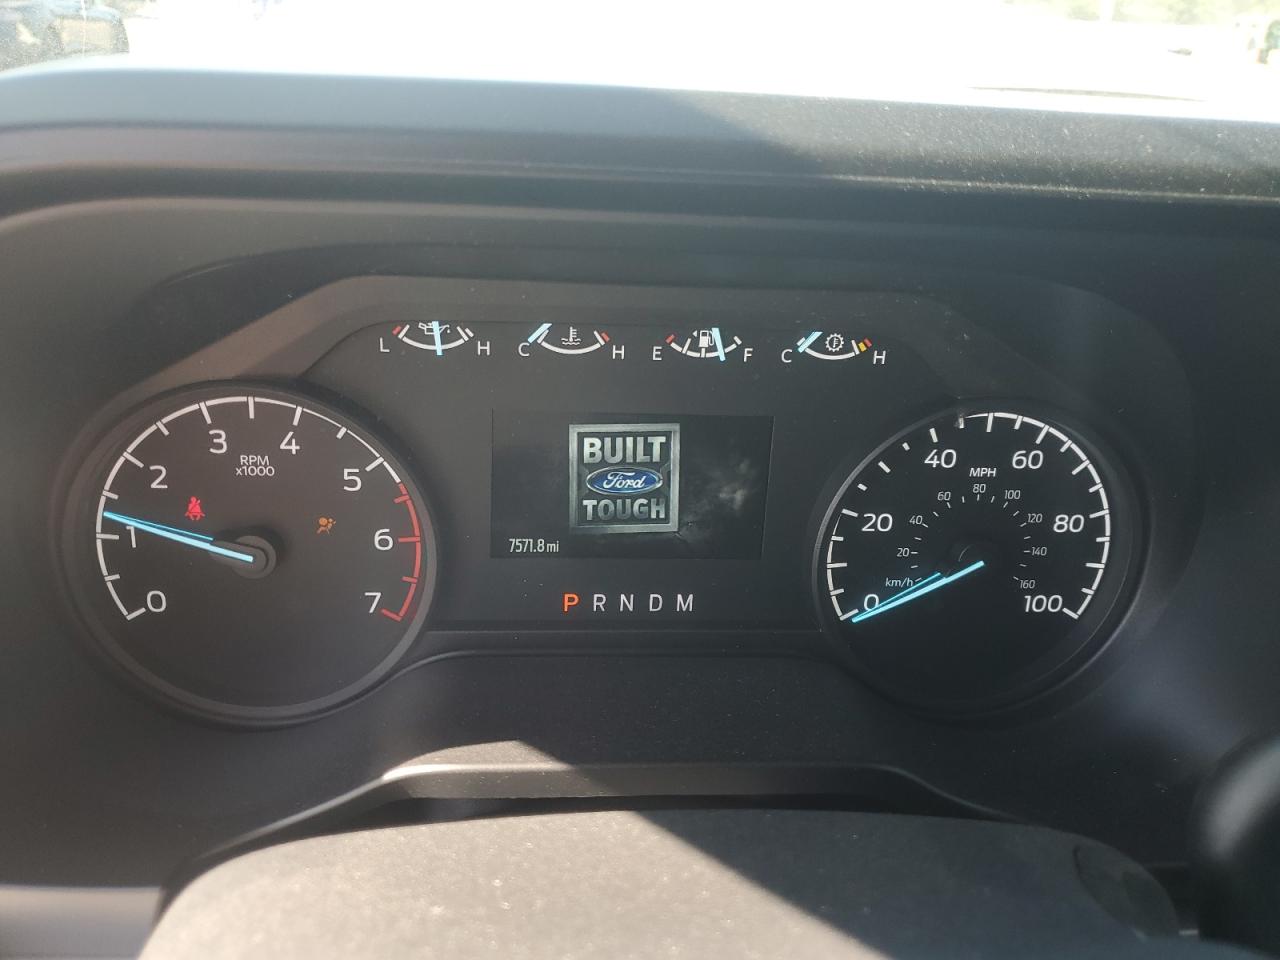 L H C H E F C H
3 4
RPM
x1000
2 5
1 6
0 7
BUILT
Ford
TOUGH
7571.8 mi
P R N D M
40 60
MPH
60 80 100
20 40 120 80
20 140
km/h 160
0 100